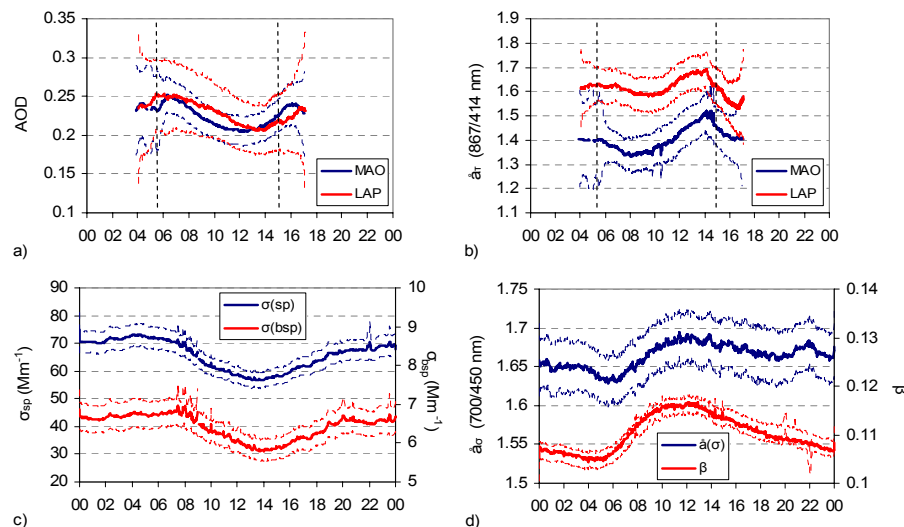 0.35
0.3
0.25
0.2
0.15
0.1
AOD
MAO
LAP
00 02 04 06 08 10 12 14 16 18 20 22 00
a)
1.9
1.8
1.7
1.6
1.5
1.4
1.3
1.2
1.1
åτ (867/414 nm)
MAO
LAP
00 02 04 06 08 10 12 14 16 18 20 22 00
b)
90
80
70
60
50
40
30
20
σsp (Mm⁻¹)
σ(sp)
σ(bsp)
10
9
8
7
6
5
σbsp (Mm⁻¹)
00 02 04 06 08 10 12 14 16 18 20 22 00
c)
1.75
1.7
1.65
1.6
1.55
1.5
åσ (700/450 nm)
å(σ)
β
0.14
0.13
0.12
0.11
0.1
β
00 02 04 06 08 10 12 14 16 18 20 22 00
d)